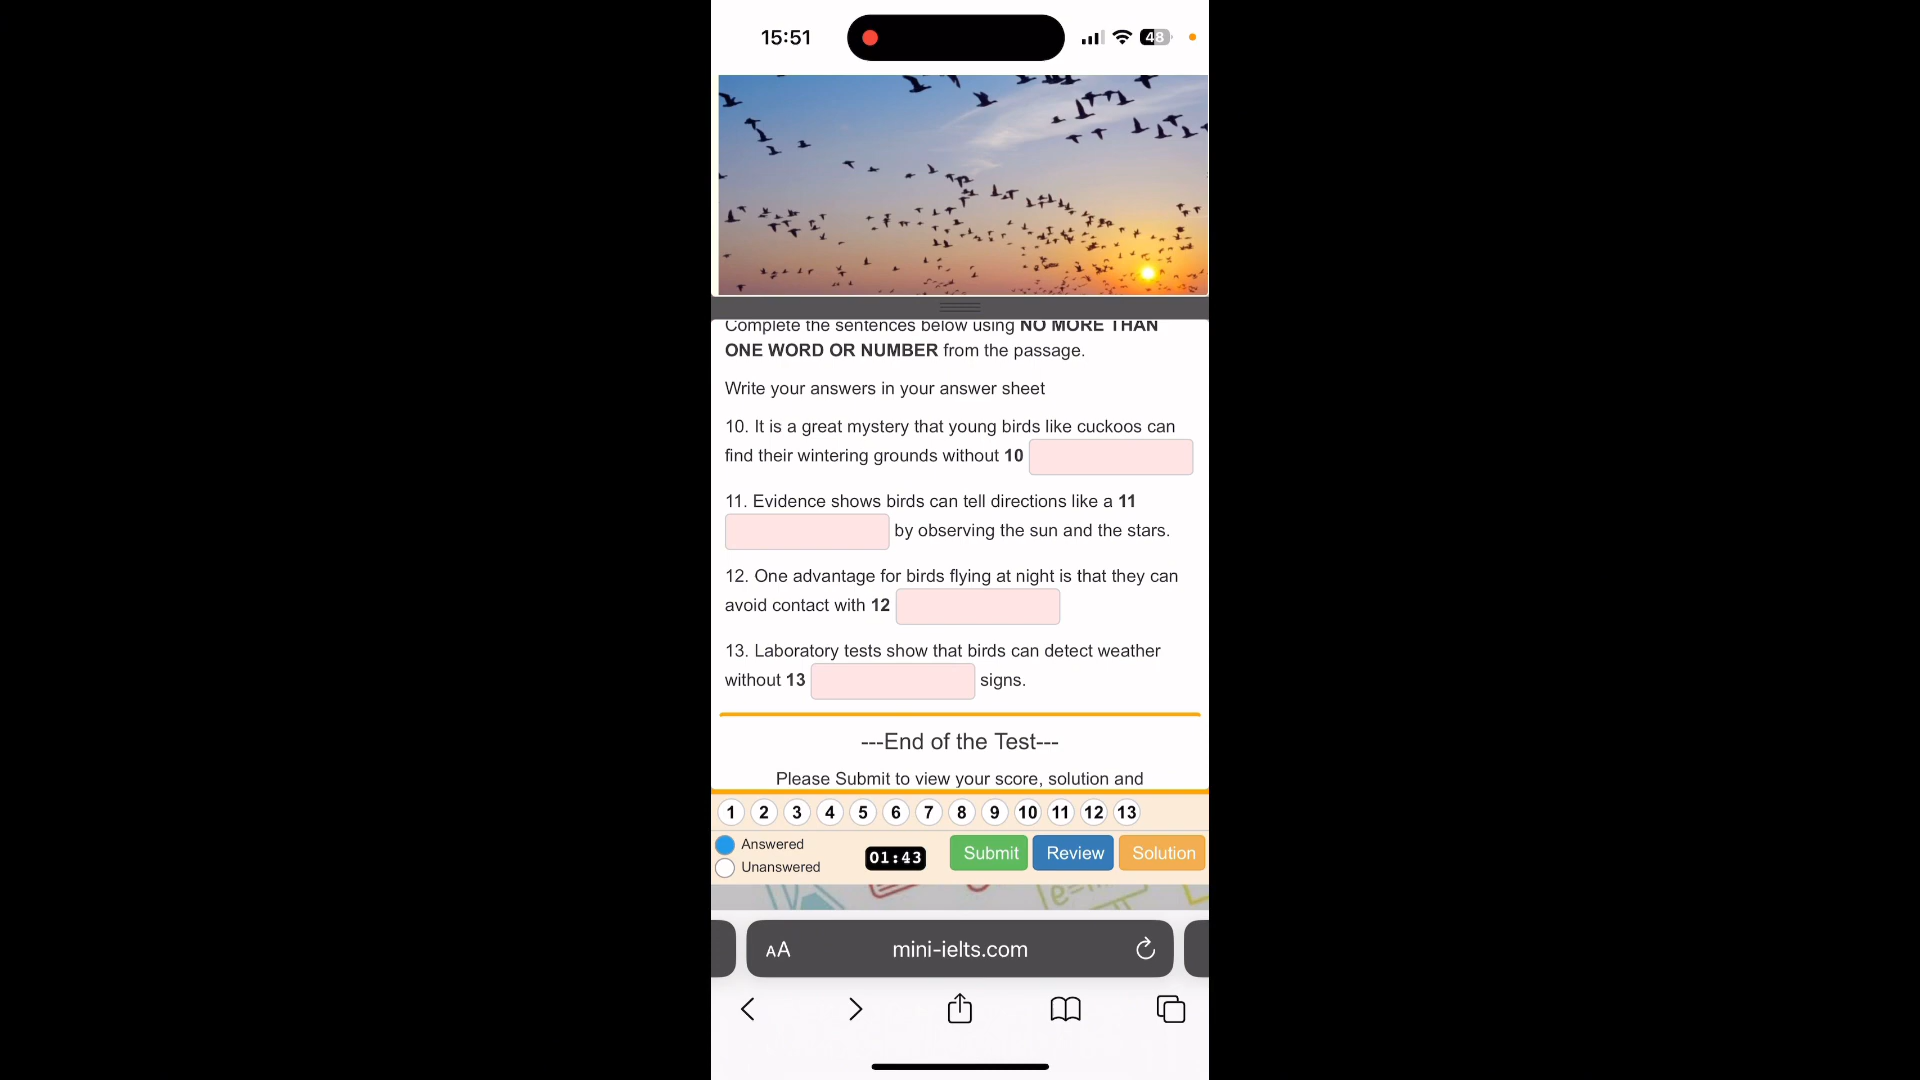 15:51
48
Complete the sentences below using NO MORE THAN
ONE WORD OR NUMBER from the passage.
Write your answers in your answer sheet
10. It is a great mystery that young birds like cuckoos can
find their wintering grounds without 10
11. Evidence shows birds can tell directions like a 11
by observing the sun and the stars.
12. One advantage for birds flying at night is that they can
avoid contact with 12
13. Laboratory tests show that birds can detect weather
without 13 signs.
---End of the Test---
Please Submit to view your score, solution and
1 2 3 4 5 6 7 8 9 10 11 12 13
Answered
Unanswered
01:43
Submit Review Solution
AA mini-ielts.com